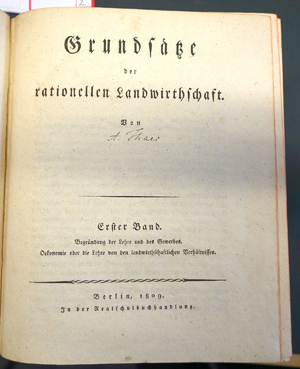 Grundsätze
der
rationellen Landwirthschaft.
Von
A. Thaer
Erster Band.
Begründung der Lehre und des Gewerbes.
Oekonomie oder die Lehre von den landwirthschaftlichen Verhältnissen.
Berlin, 1809.
In der Realschulbuchhandlung.